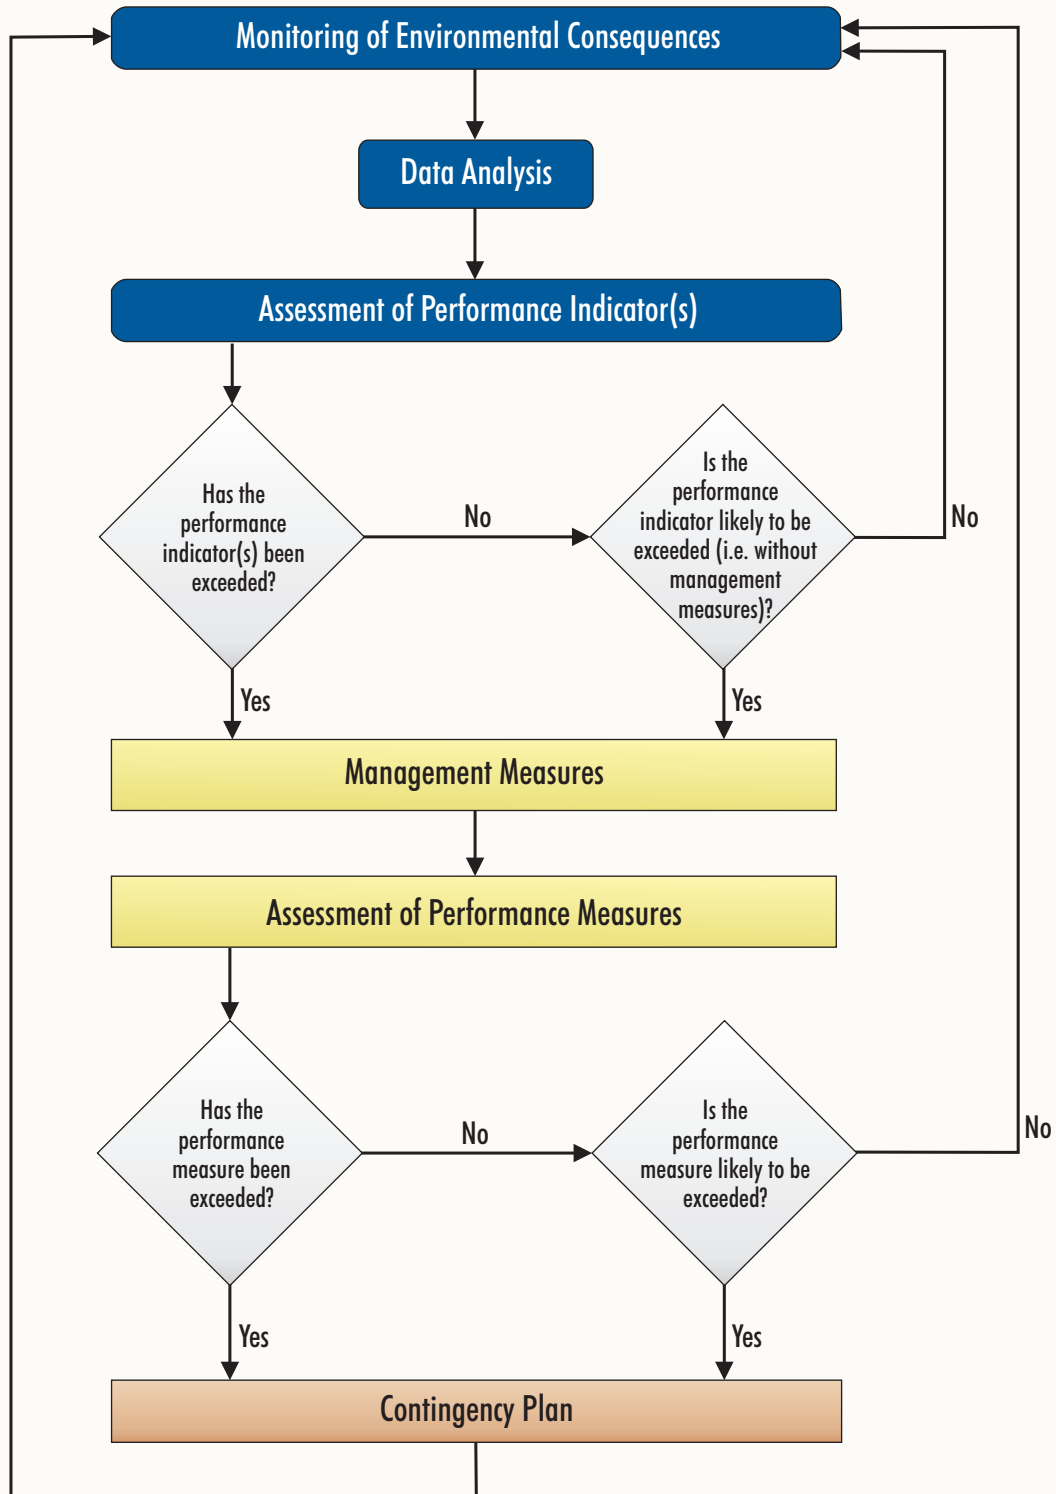 Monitoring of Environmental Consequences
Data Analysis
Assessment of Performance Indicator(s)
Has the
performance
indicator(s) been
exceeded?
No
Is the
performance
indicator likely to be
exceeded (i.e. without
management
measures)?
No
Yes
Yes
Management Measures
Assessment of Performance Measures
Has the
performance
measure been
exceeded?
No
Is the
performance
measure likely to be
exceeded?
No
Yes
Yes
Contingency Plan